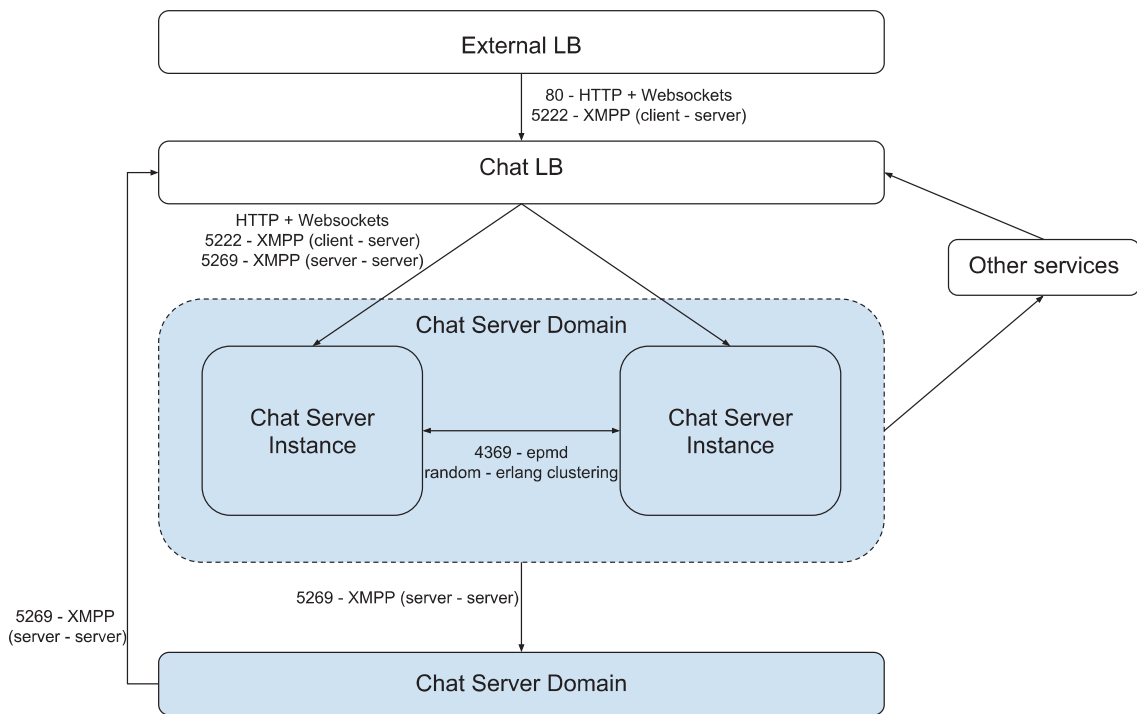 External LB
80 - HTTP + Websockets
5222 - XMPP (client - server)
Chat LB
HTTP + Websockets
5222 - XMPP (client - server)
5269 - XMPP (server - server)
Other services
Chat Server Domain
Chat Server
Instance
4369 - epmd
random - erlang clustering
Chat Server
Instance
5269 - XMPP (server - server)
5269 - XMPP
(server - server)
Chat Server Domain